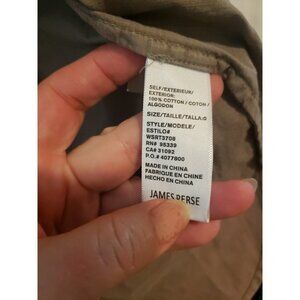 SELF/EXTERIEUR/
EXTERIOR:
100% COTTON / COTON /
ALGODON
SIZE/TAILLE/TALLA:0
STYLE/MODELE/
ESTILO#
WSRT3708
RN# 95339
CA# 31092
P.O.# 4077800
MADE IN CHINA
FABRIQUE EN CHINE
HECHO EN CHINA
JAMES PERSE